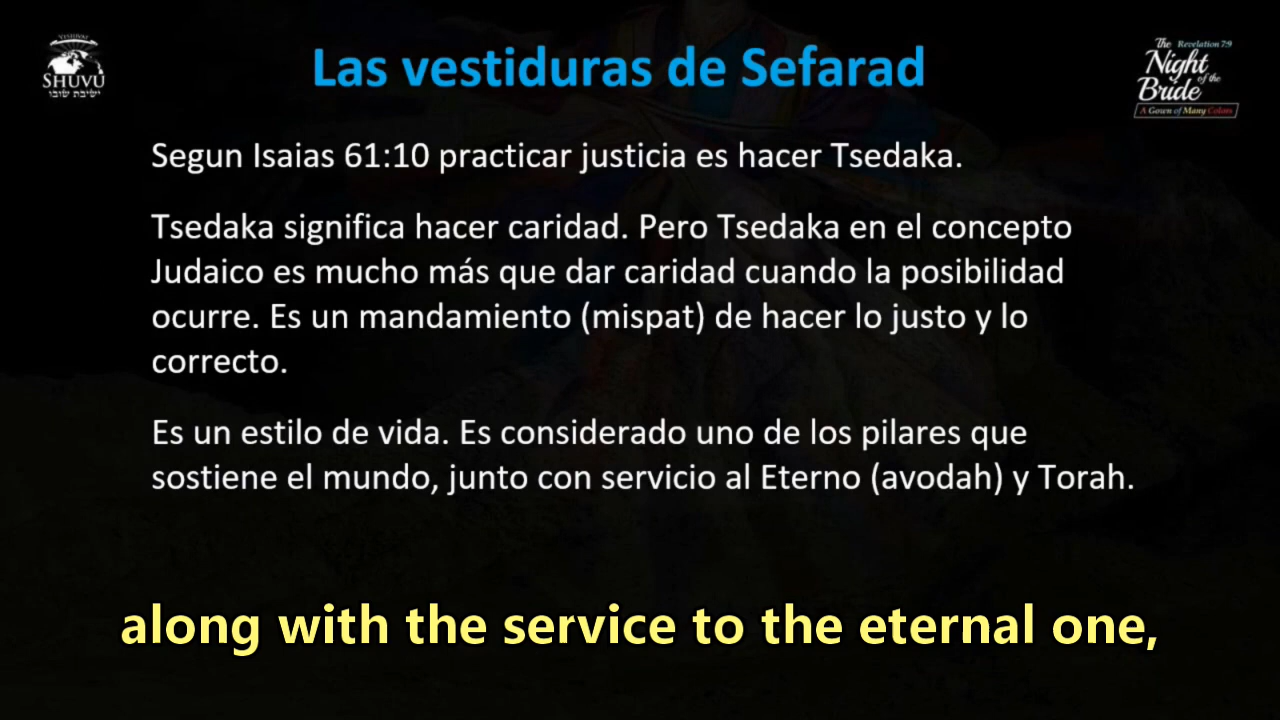 YESHIVAT
SHUVU
ישיבת שובו
Las vestiduras de Sefarad
The Revelation 7:9
Night
of the
Bride
A Gown of Many Colors
Segun Isaias 61:10 practicar justicia es hacer Tsedaka.
Tsedaka significa hacer caridad. Pero Tsedaka en el concepto
Judaico es mucho más que dar caridad cuando la posibilidad
ocurre. Es un mandamiento (mispat) de hacer lo justo y lo
correcto.
Es un estilo de vida. Es considerado uno de los pilares que
sostiene el mundo, junto con servicio al Eterno (avodah) y Torah.
along with the service to the eternal one,